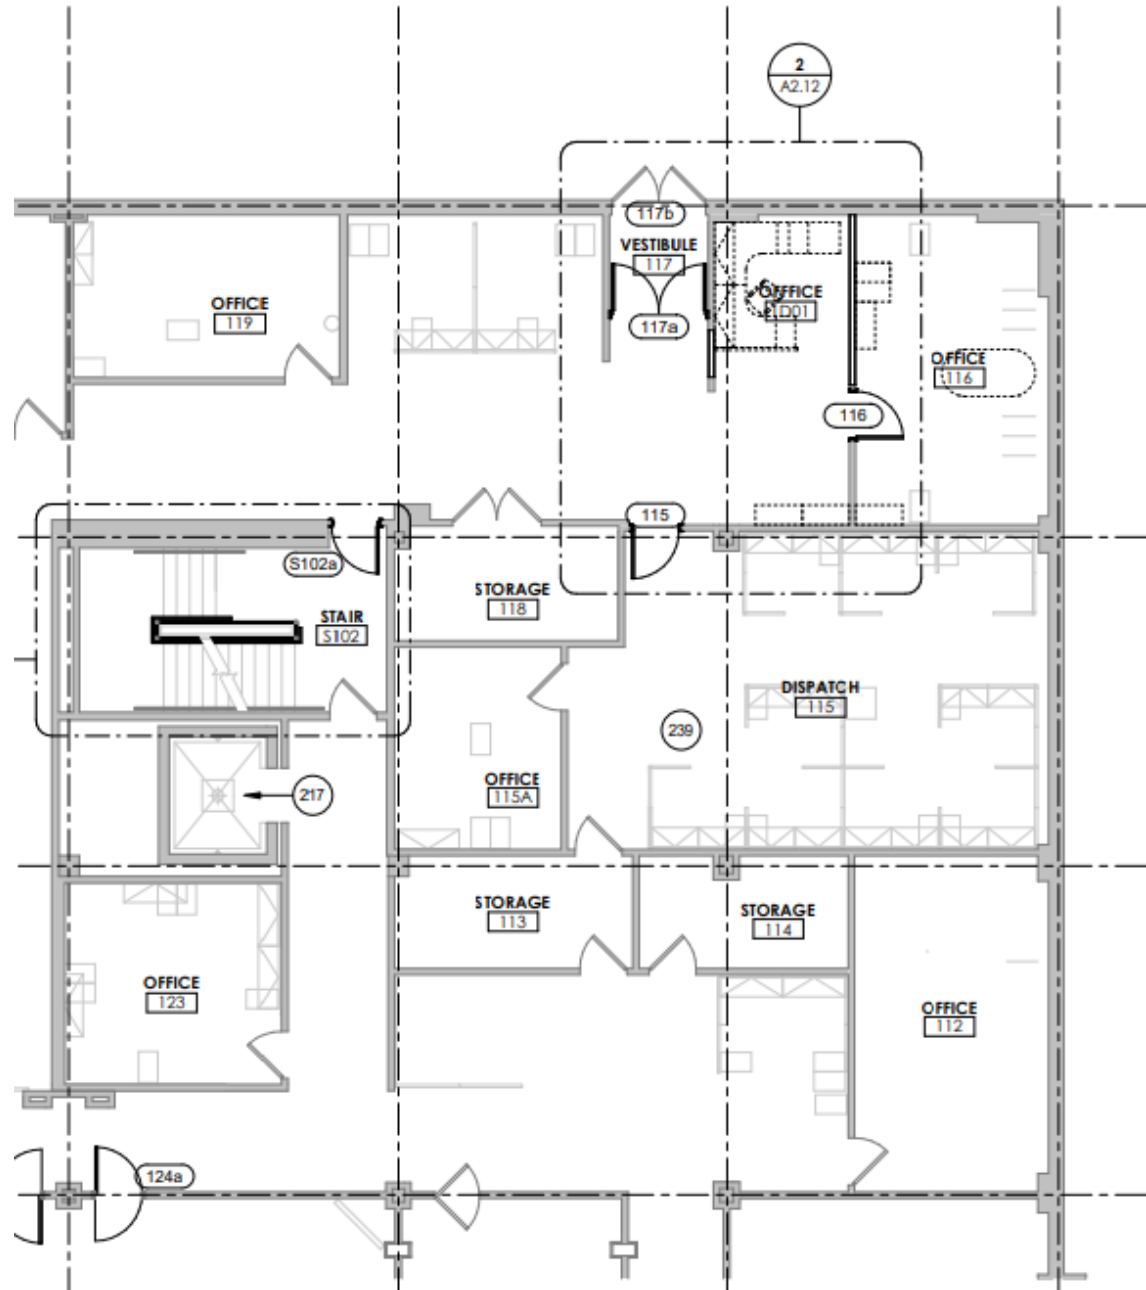 2
A2.12
117b
VESTIBULE
117
OFFICE
119
117a
OFFICE
1D01
OFFICE
116
116
115
S102a
STORAGE
118
STAIR
S102
DISPATCH
115
239
OFFICE
115A
217
STORAGE
113
STORAGE
114
OFFICE
123
OFFICE
112
124a